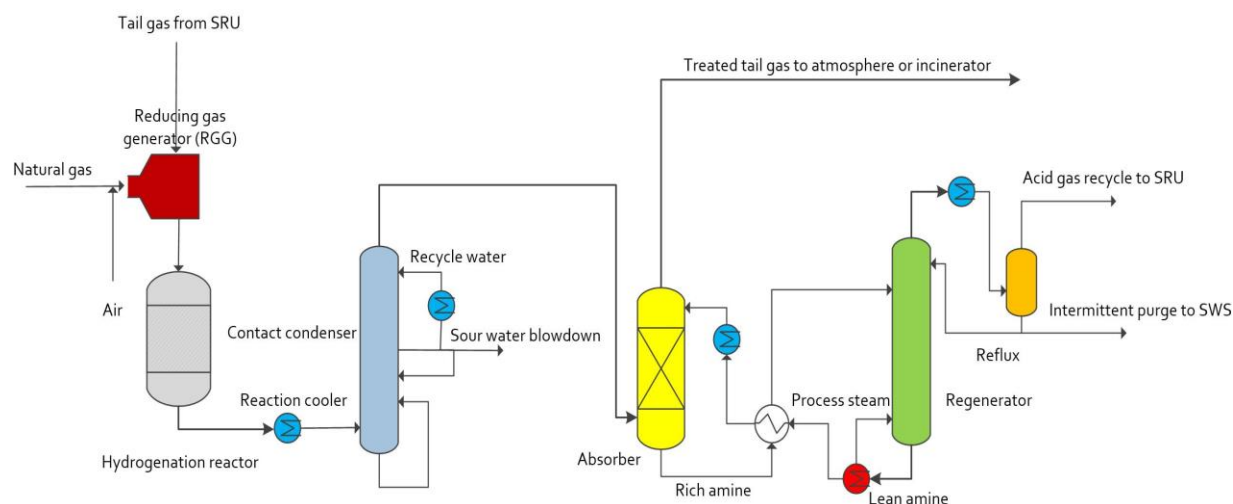 Tail gas from SRU
Treated tail gas to atmosphere or incinerator
Reducing gas
generator (RGG)
Natural gas
Acid gas recycle to SRU
Recycle water
Air
Contact condenser
Sour water blowdown
Intermittent purge to SWS
Reflux
Reaction cooler
Process steam
Regenerator
Hydrogenation reactor
Absorber
Rich amine
Lean amine